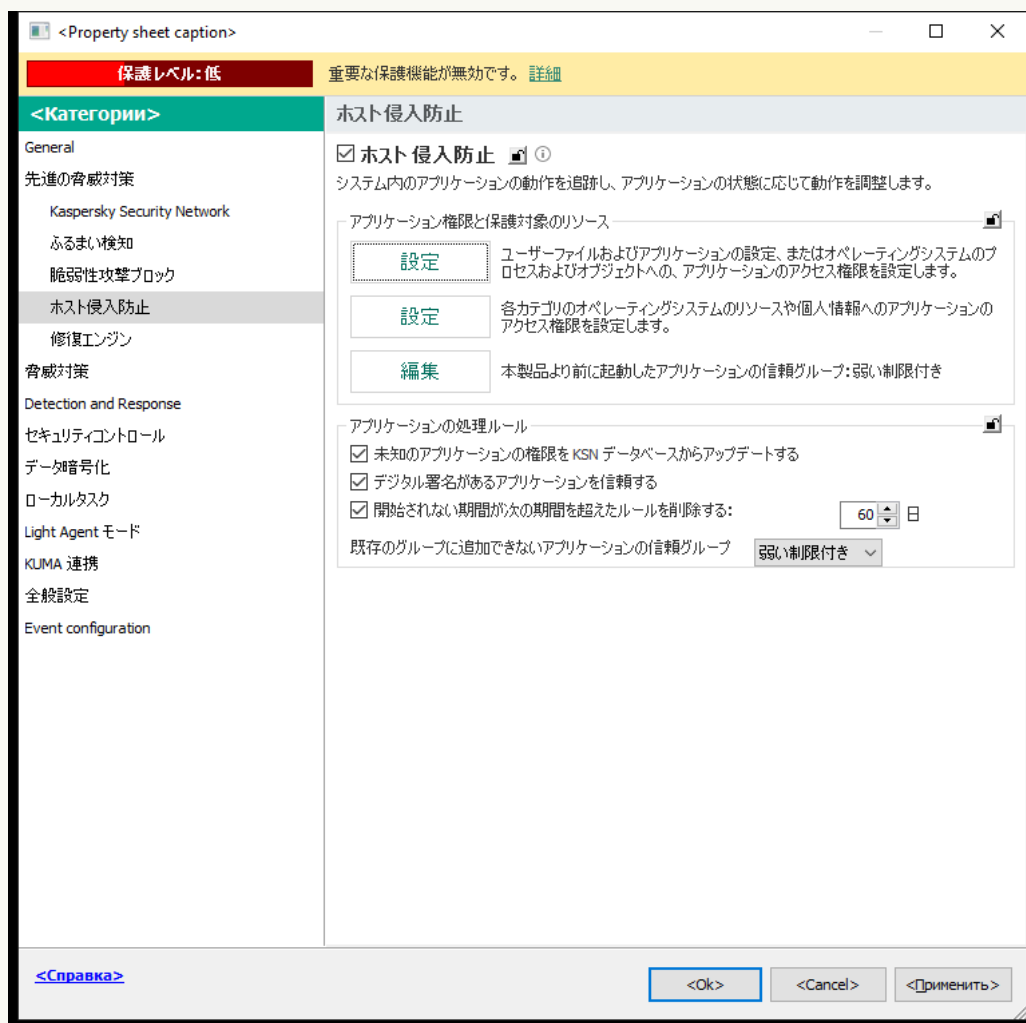 <Property sheet caption>
保護レベル: 低
重要な保護機能が無効です。 詳細
<Категории>
General
先進の脅威対策
Kaspersky Security Network
ふるまい検知
脆弱性攻撃ブロック
ホスト侵入防止
修復エンジン
脅威対策
Detection and Response
セキュリティコントロール
データ暗号化
ローカルタスク
Light Agent モード
KUMA 連携
全般設定
Event configuration
ホスト侵入防止
ホスト侵入防止
システム内のアプリケーションの動作を追跡し、アプリケーションの状態に応じて動作を調整します。
アプリケーション権限と保護対象のリソース
設定
ユーザーファイルおよびアプリケーションの設定、またはオペレーティングシステムのプ
ロセスおよびオブジェクトへの、アプリケーションのアクセス権限を設定します。
設定
各カテゴリのオペレーティングシステムのリソースや個人情報へのアプリケーションの
アクセス権限を設定します。
編集
本製品より前に起動したアプリケーションの信頼グループ: 弱い制限付き
アプリケーションの処理ルール
未知のアプリケーションの権限を KSN データベースからアップデートする
デジタル署名があるアプリケーションを信頼する
開始されない期間が次の期間を超えたルールを削除する: 60 日
既存のグループに追加できないアプリケーションの信頼グループ 弱い制限付き
<Справка>
<Ok> <Cancel> <Применить>